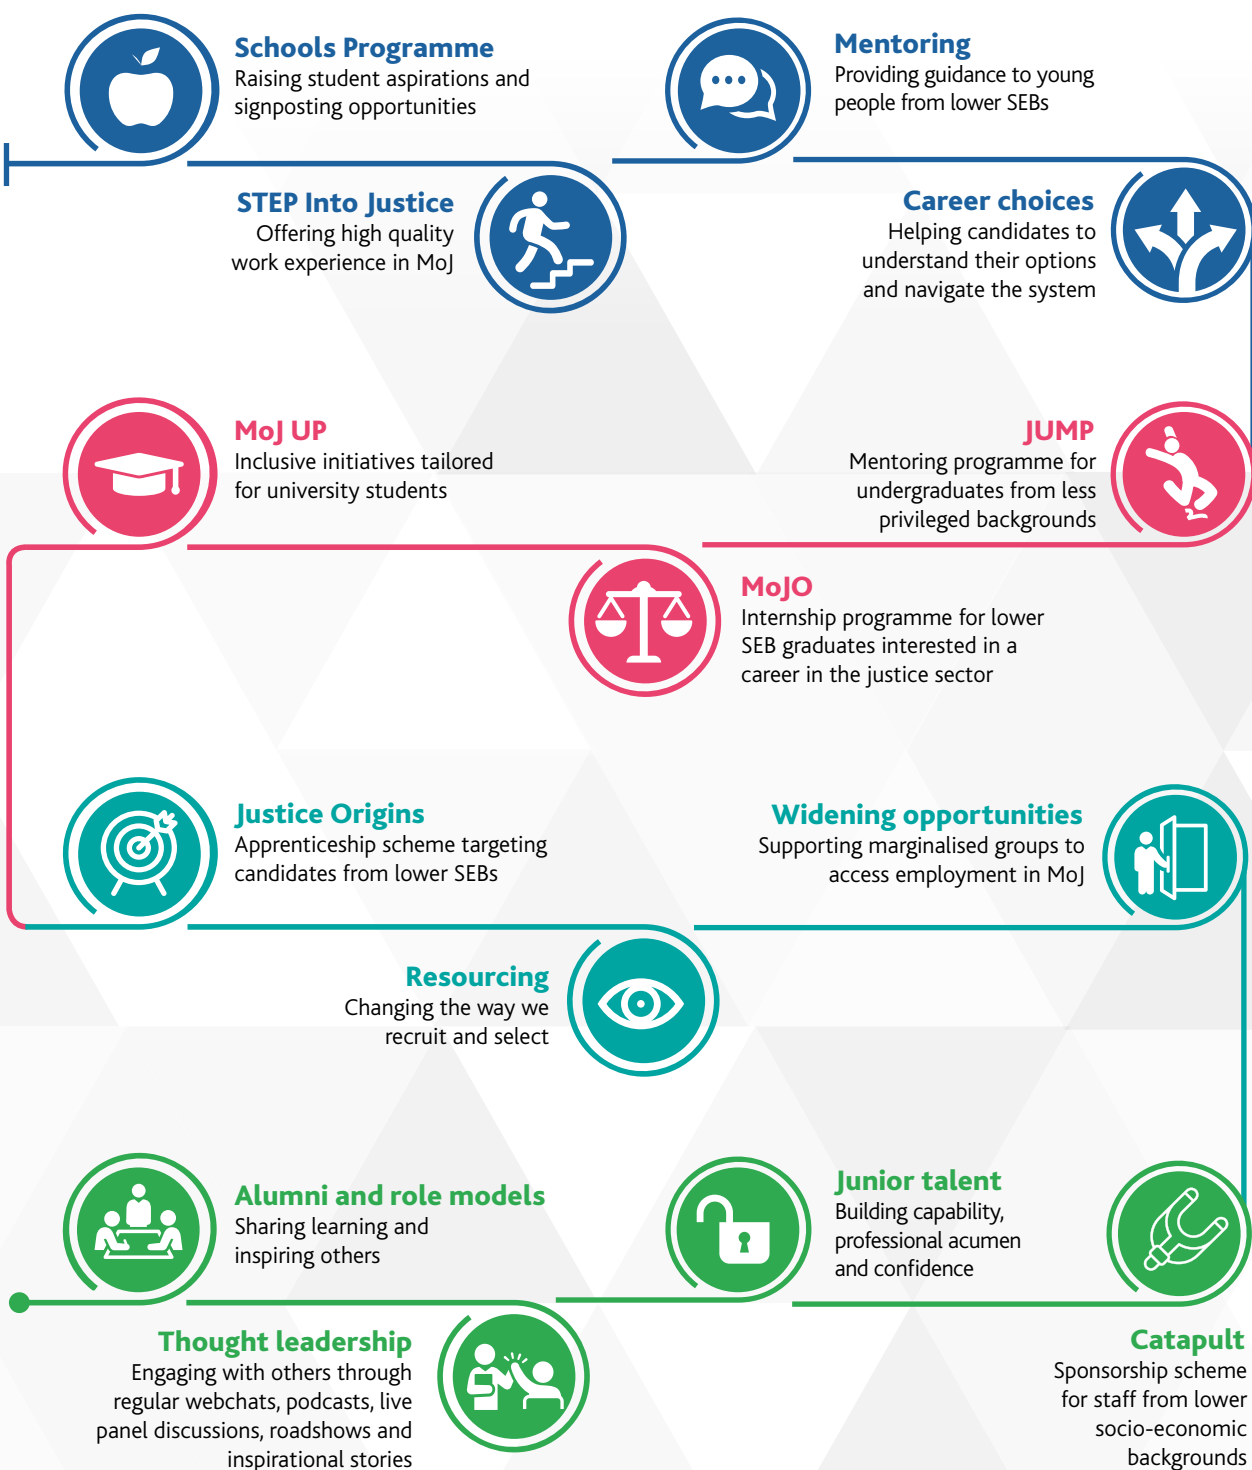 Schools Programme
Raising student aspirations and
signposting opportunities
Mentoring
Providing guidance to young
people from lower SEBs
STEP Into Justice
Offering high quality
work experience in MoJ
Career choices
Helping candidates to
understand their options
and navigate the system
MoJ UP
Inclusive initiatives tailored
for university students
JUMP
Mentoring programme for
undergraduates from less
privileged backgrounds
MoJO
Internship programme for lower
SEB graduates interested in a
career in the justice sector
Justice Origins
Apprenticeship scheme targeting
candidates from lower SEBs
Widening opportunities
Supporting marginalised groups to
access employment in MoJ
Resourcing
Changing the way we
recruit and select
Alumni and role models
Sharing learning and
inspiring others
Junior talent
Building capability,
professional acumen
and confidence
Thought leadership
Engaging with others through
regular webchats, podcasts, live
panel discussions, roadshows and
inspirational stories
Catapult
Sponsorship scheme
for staff from lower
socio-economic
backgrounds